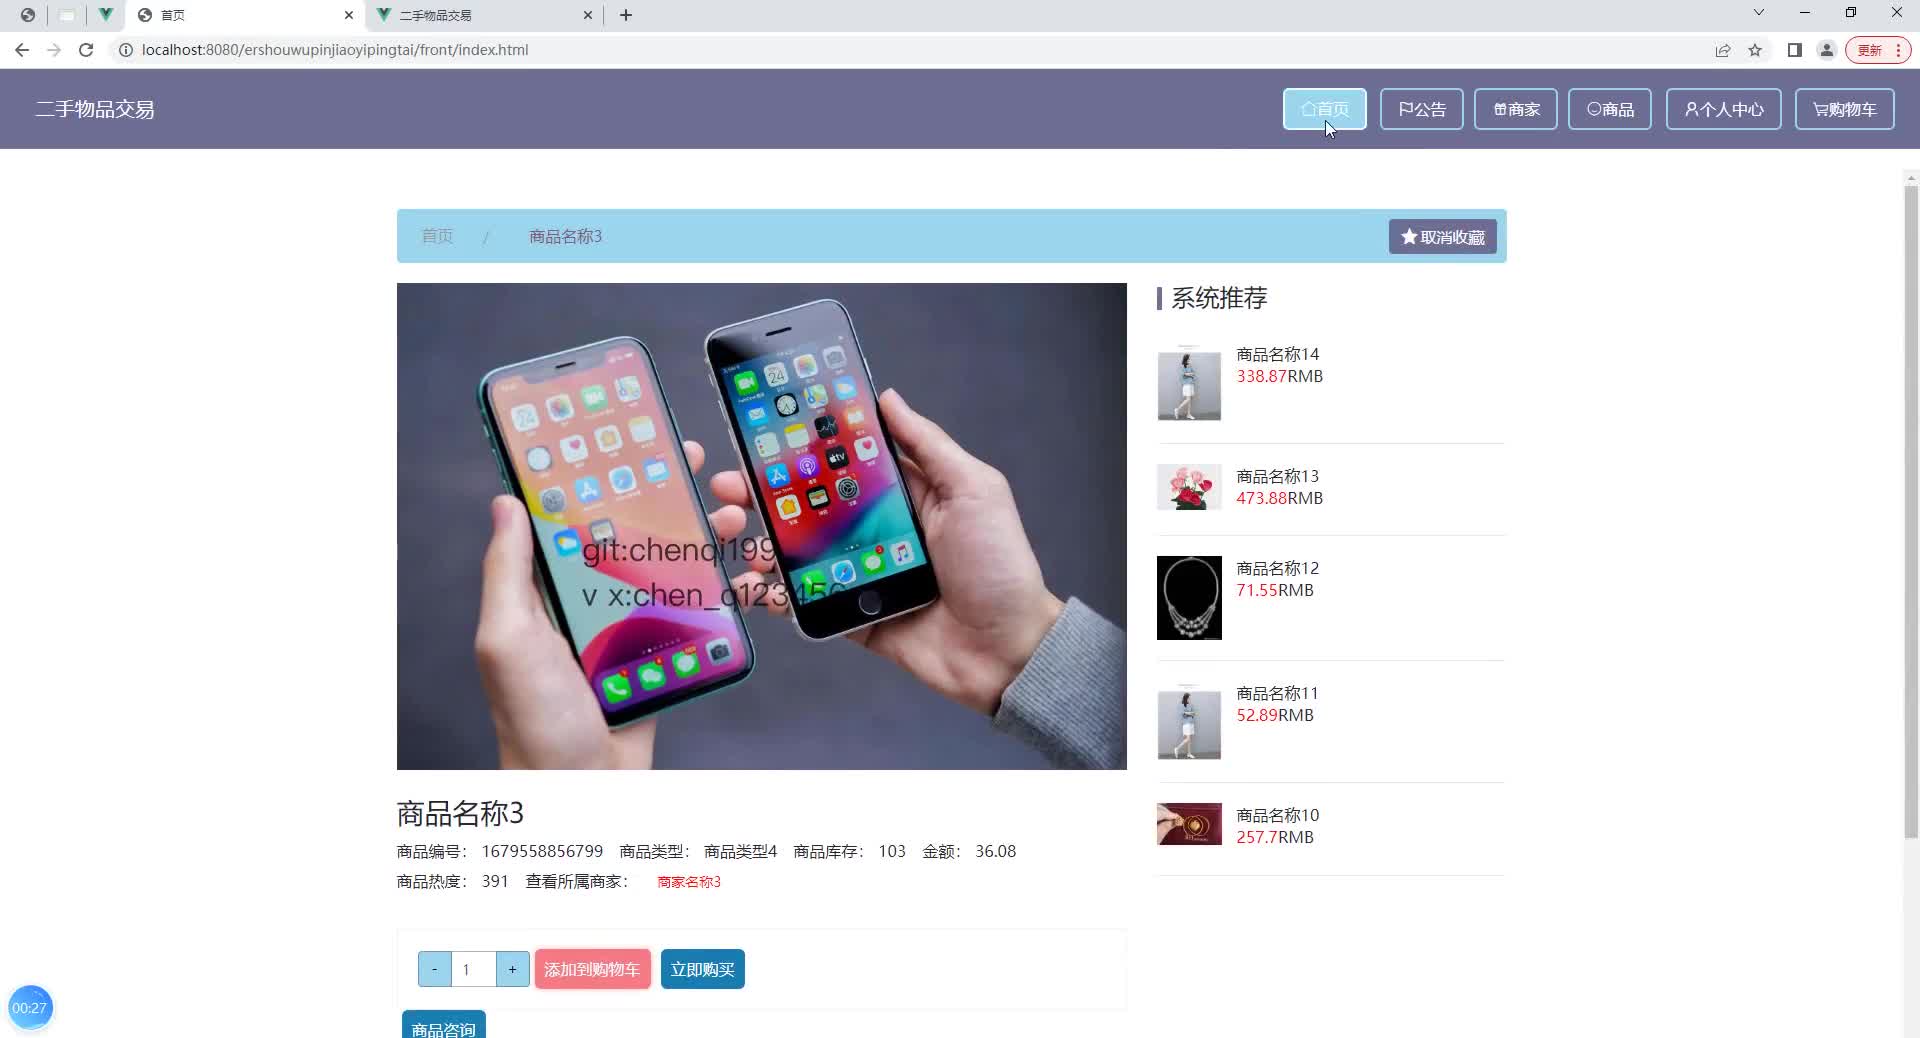 首页
二手物品交易
localhost:8080/ershouwupinjiaoyipingtai/front/index.html
更新
二手物品交易
首页
公告
商家
商品
个人中心
购物车
首页 / 商品名称3
取消收藏
git:chenqi199
v x:chen_q123456
商品名称3
商品编号： 1679558856799 商品类型： 商品类型4 商品库存： 103 金额： 36.08
商品热度： 391 查看所属商家： 商家名称3
- 1 + 添加到购物车 立即购买
商品咨询
系统推荐
商品名称14
338.87RMB
商品名称13
473.88RMB
商品名称12
71.55RMB
商品名称11
52.89RMB
商品名称10
257.7RMB
00:27